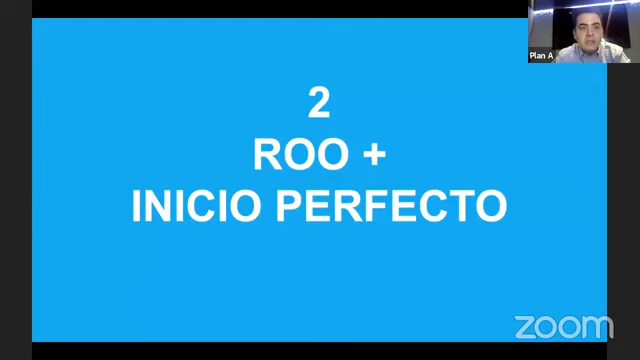 Plan A
2
ROO +
INICIO PERFECTO
zoom